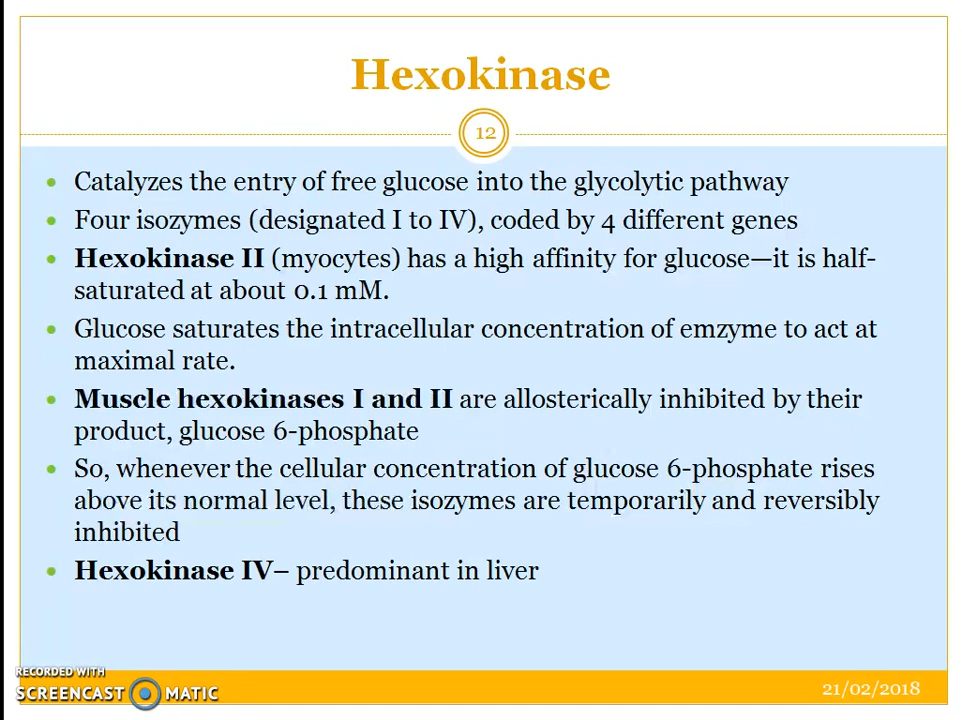 Hexokinase
12
• Catalyzes the entry of free glucose into the glycolytic pathway
• Four isozymes (designated I to IV), coded by 4 different genes
• Hexokinase II (myocytes) has a high affinity for glucose—it is half-
saturated at about 0.1 mM.
• Glucose saturates the intracellular concentration of emzyme to act at
maximal rate.
• Muscle hexokinases I and II are allosterically inhibited by their
product, glucose 6-phosphate
• So, whenever the cellular concentration of glucose 6-phosphate rises
above its normal level, these isozymes are temporarily and reversibly
inhibited
• Hexokinase IV– predominant in liver
RECORDED WITH
SCREENCAST MATIC
21/02/2018